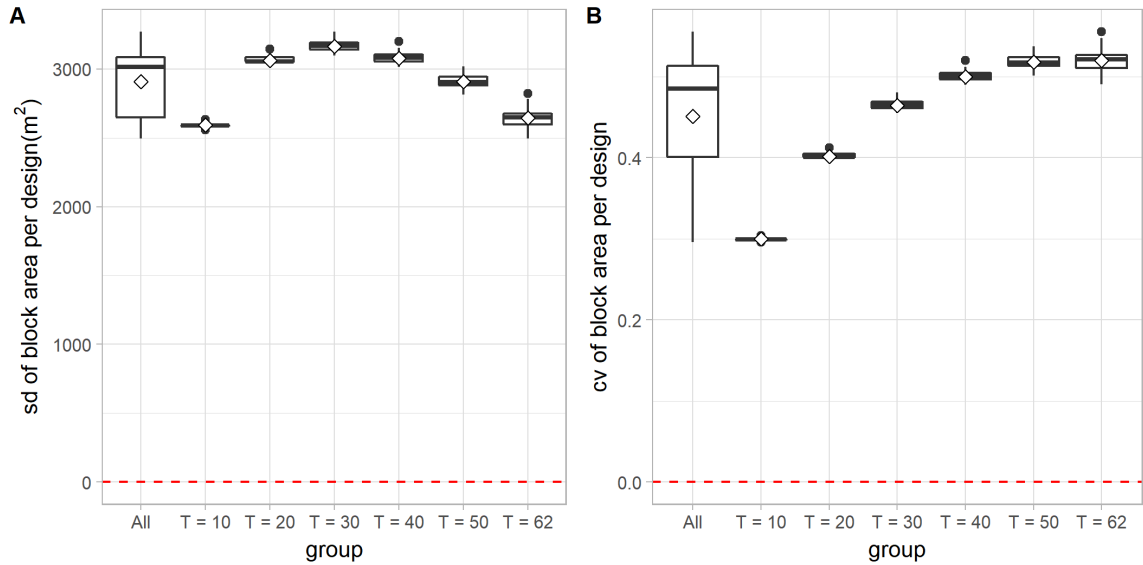 A
sd of block area per design(m²)
3000
2000
1000
0
All T = 10 T = 20 T = 30 T = 40 T = 50 T = 62
group
B
cv of block area per design
0.4
0.2
0.0
All T = 10 T = 20 T = 30 T = 40 T = 50 T = 62
group